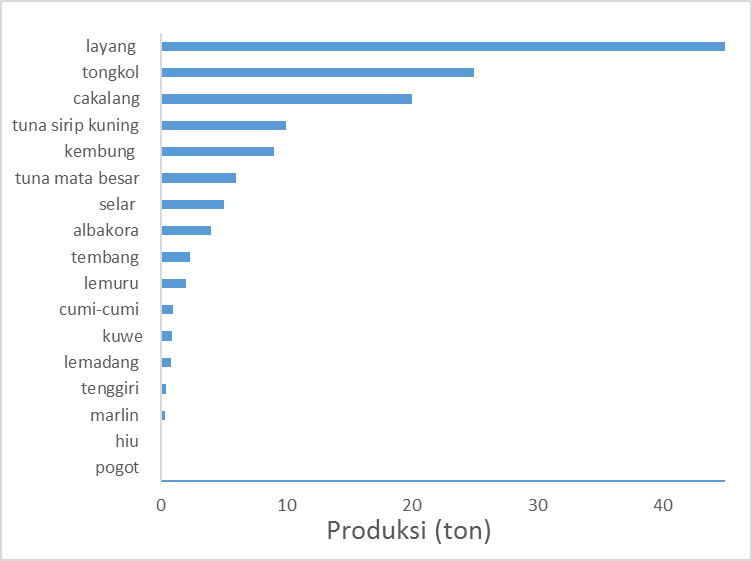 layang
tongkol
cakalang
tuna sirip kuning
kembung
tuna mata besar
selar
albakora
tembang
lemuru
cumi-cumi
kuwe
lemadang
tenggiri
marlin
hiu
pogot
0 10 20 30 40
Produksi (ton)